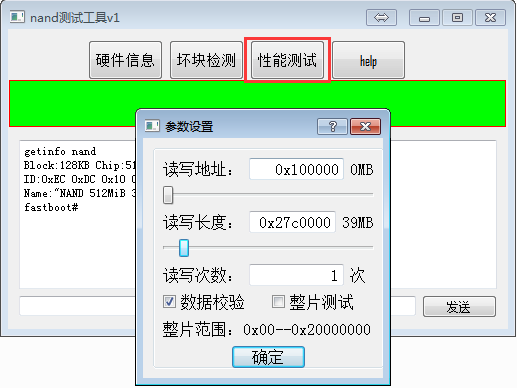 nand测试工具v1
硬件信息 坏块检测 性能测试 help
getinfo nand
Block:128KB Chip:51
ID:0xEC 0xDC 0x10 0
Name:"NAND 512MiB 3
fastboot#
发送
参数设置
读写地址: 0x100000 0MB
读写长度: 0x27c0000 39MB
读写次数: 1 次
数据校验 整片测试
整片范围: 0x00--0x20000000
确定